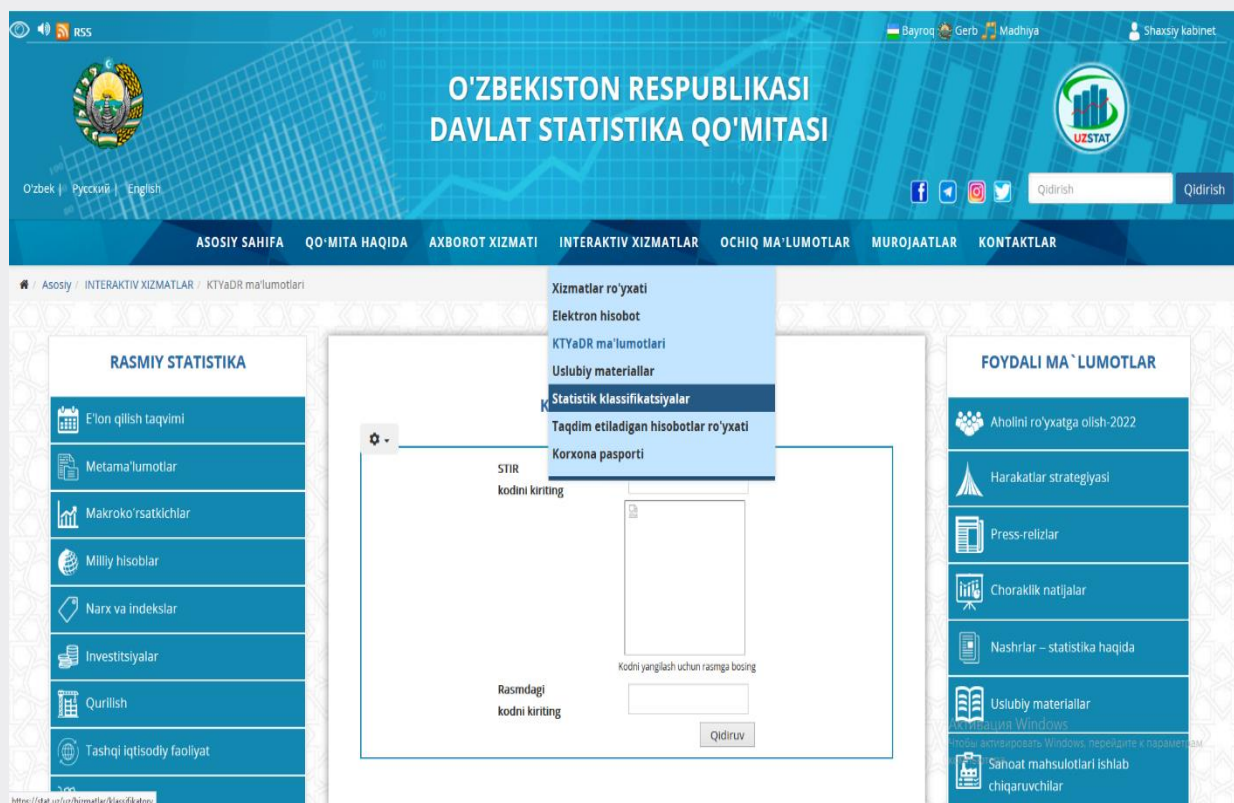 RSS
Bayroq Gerb Madhiya
Shaxsiy kabinet
O'ZBEKISTON RESPUBLIKASI
DAVLAT STATISTIKA QO'MITASI
UZSTAT
O'zbek | Русский | English
Qidirish
Qidirish
ASOSIY SAHIFA QO‘MITA HAQIDA AXBOROT XIZMATI INTERAKTIV XIZMATLAR OCHIQ MA'LUMOTLAR MUROJAATLAR KONTAKTLAR
/ Asosiy / INTERAKTIV XIZMATLAR / KTYaDR ma'lumotlari
Xizmatlar ro'yxati
Elektron hisobot
KTYaDR ma'lumotlari
Uslubiy materiallar
Statistik klassifikatsiyalar
Taqdim etiladigan hisobotlar ro'yxati
Korxona pasporti
RASMIY STATISTIKA
E'lon qilish taqvimi
Metama'lumotlar
Makroko'rsatkichlar
Milliy hisoblar
Narx va indekslar
Investitsiyalar
Qurilish
Tashqi iqtisodiy faoliyat
K
STIR
kodini kiriting
Kodni yangilash uchun rasmga bosing
Rasmdagi
kodni kiriting
Qidiruv
FOYDALI MA`LUMOTLAR
Aholini ro'yxatga olish-2022
Harakatlar strategiyasi
Press-relizlar
Choraklik natijalar
Nashrlar – statistika haqida
Uslubiy materiallar
Активация Windows
Чтобы активировать Windows, перейдите к параметрам
Sanoat mahsulotlari ishlab
chiqaruvchilar
https://stat.uz/uz/hizmatlar/klassifikatory